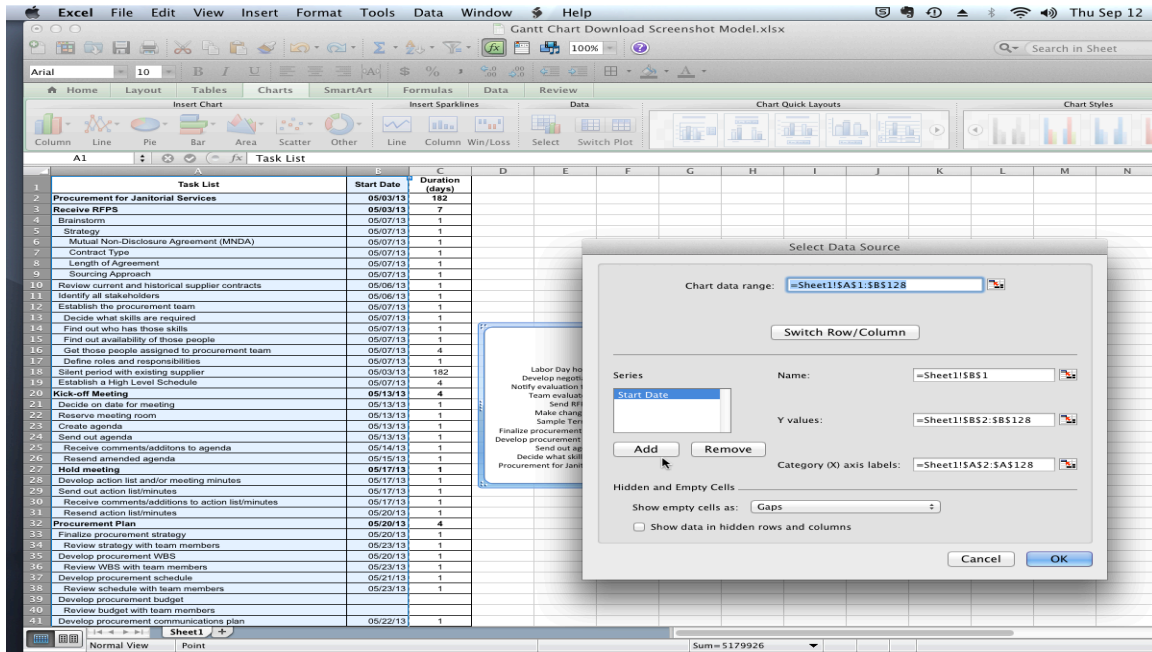 Excel File Edit View Insert Format Tools Data Window Help Thu Sep 12
Gantt Chart Download Screenshot Model.xlsx
100% Search in Sheet
Arial 10 B I U $ %
Home Layout Tables Charts SmartArt Formulas Data Review
Insert Chart Insert Sparklines Data Chart Quick Layouts Chart Styles
Column Line Pie Bar Area Scatter Other Line Column Win/Loss Select Switch Plot
A1 fx Task List
A B C D E F G H I J K L M N
1 Task List Start Date Duration (days)
2 Procurement for Janitorial Services 05/03/13 182
3 Receive RFPS 05/03/13 7
4 Brainstorm 05/07/13 1
5 Strategy 05/07/13 1
6 Mutual Non-Disclosure Agreement (MNDA) 05/07/13 1
7 Contract Type 05/07/13 1
8 Length of Agreement 05/07/13 1
9 Sourcing Approach 05/07/13 1
10 Review current and historical supplier contracts 05/06/13 1
11 Identify all stakeholders 05/06/13 1
12 Establish the procurement team 05/07/13 1
13 Decide what skills are required 05/07/13 1
14 Find out who has those skills 05/07/13 1
15 Find out availability of those people 05/07/13 1
16 Get those people assigned to procurement team 05/07/13 4
17 Define roles and responsibilities 05/07/13 1
18 Silent period with existing supplier 05/03/13 182
19 Establish a High Level Schedule 05/07/13 4
20 Kick-off Meeting 05/13/13 4
21 Decide on date for meeting 05/13/13 1
22 Reserve meeting room 05/13/13 1
23 Create agenda 05/13/13 1
24 Send out agenda 05/13/13 1
25 Receive comments/additons to agenda 05/14/13 1
26 Resend amended agenda 05/15/13 1
27 Hold meeting 05/17/13 1
28 Develop action list and/or meeting minutes 05/17/13 1
29 Send out action list/minutes 05/17/13 1
30 Receive comments/additions to action list/minutes 05/17/13 1
31 Resend action list/minutes 05/20/13 1
32 Procurement Plan 05/20/13 4
33 Finalize procurement strategy 05/20/13 1
34 Review strategy with team members 05/23/13 1
35 Develop procurement WBS 05/20/13 1
36 Review WBS with team members 05/23/13 1
37 Develop procurement schedule 05/21/13 1
38 Review schedule with team members 05/23/13 1
39 Develop procurement budget
40 Review budget with team members
41 Develop procurement communications plan 05/22/13 1
Labor Day ho
Develop negoti
Notify evaluation
Team evaluat
Send RF
Make chang
Sample Ten
Finalize procurement
Develop procurement
Send out ag
Decide what skill
Procurement for Janit
Select Data Source
Chart data range: =Sheet1!$A$1:$B$128
Switch Row/Column
Series Name: =Sheet1!$B$1
Start Date
Y values: =Sheet1!$B$2:$B$128
Add Remove
Category (X) axis labels: =Sheet1!$A$2:$A$128
Hidden and Empty Cells
Show empty cells as: Gaps
Show data in hidden rows and columns
Cancel OK
Sheet1
Normal View Point Sum=5179926